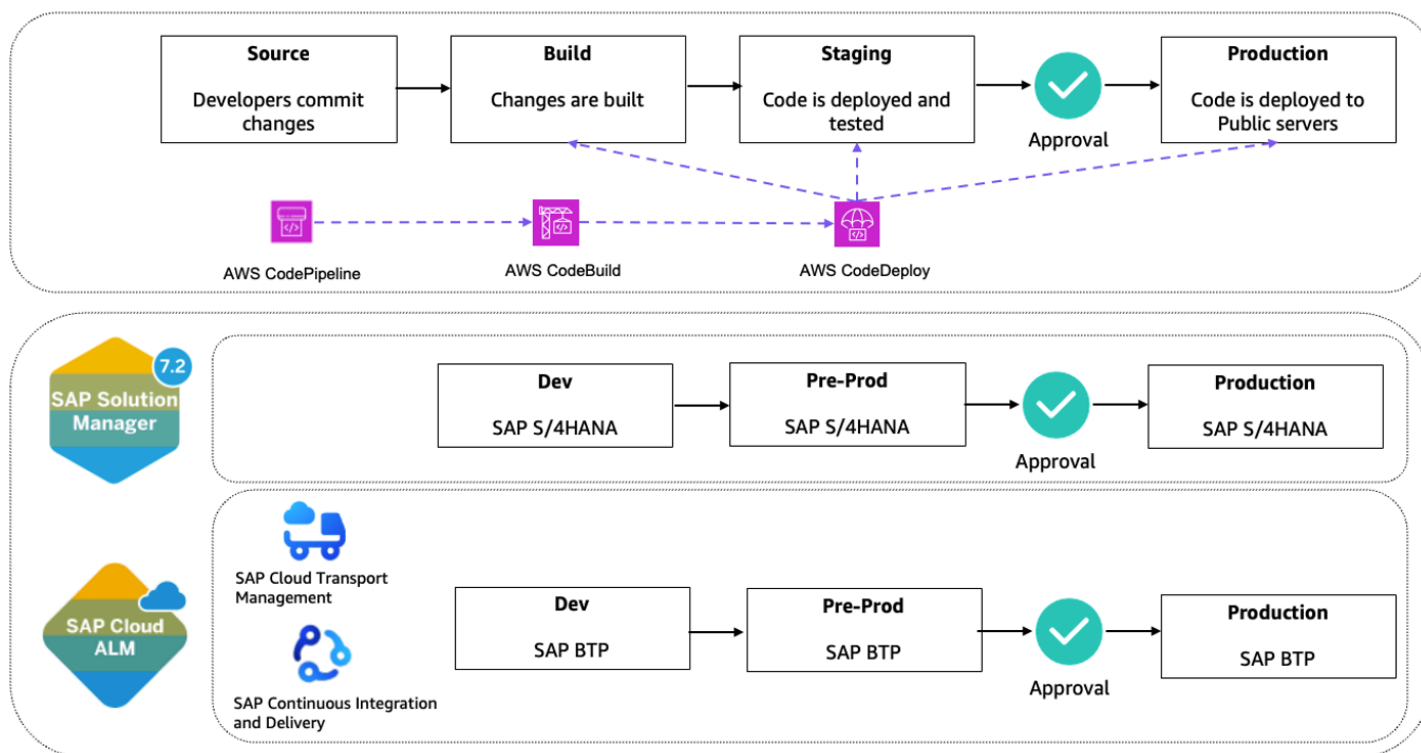 Source
Developers commit
changes
Build
Changes are built
Staging
Code is deployed and
tested
Approval
Production
Code is deployed to
Public servers
AWS CodePipeline
AWS CodeBuild
AWS CodeDeploy
7.2
SAP Solution
Manager
Dev
SAP S/4HANA
Pre-Prod
SAP S/4HANA
Approval
Production
SAP S/4HANA
SAP Cloud
ALM
SAP Cloud Transport
Management
SAP Continuous Integration
and Delivery
Dev
SAP BTP
Pre-Prod
SAP BTP
Approval
Production
SAP BTP